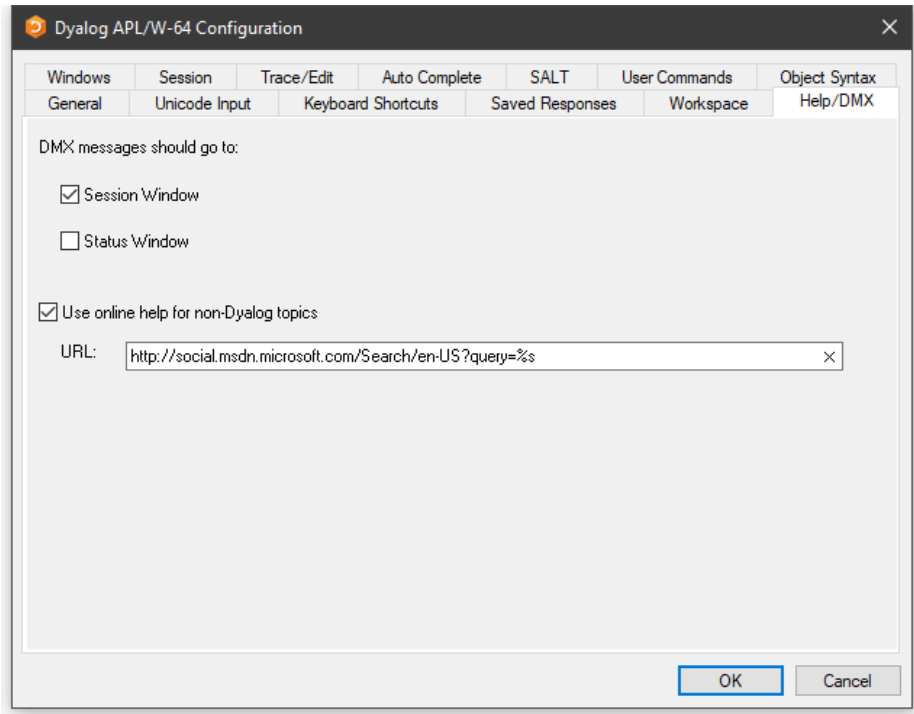 Dyalog APL/W-64 Configuration
Windows Session Trace/Edit Auto Complete SALT User Commands Object Syntax
General Unicode Input Keyboard Shortcuts Saved Responses Workspace Help/DMX
DMX messages should go to:
Session Window
Status Window
Use online help for non-Dyalog topics
URL: http://social.msdn.microsoft.com/Search/en-US?query=%s
OK Cancel